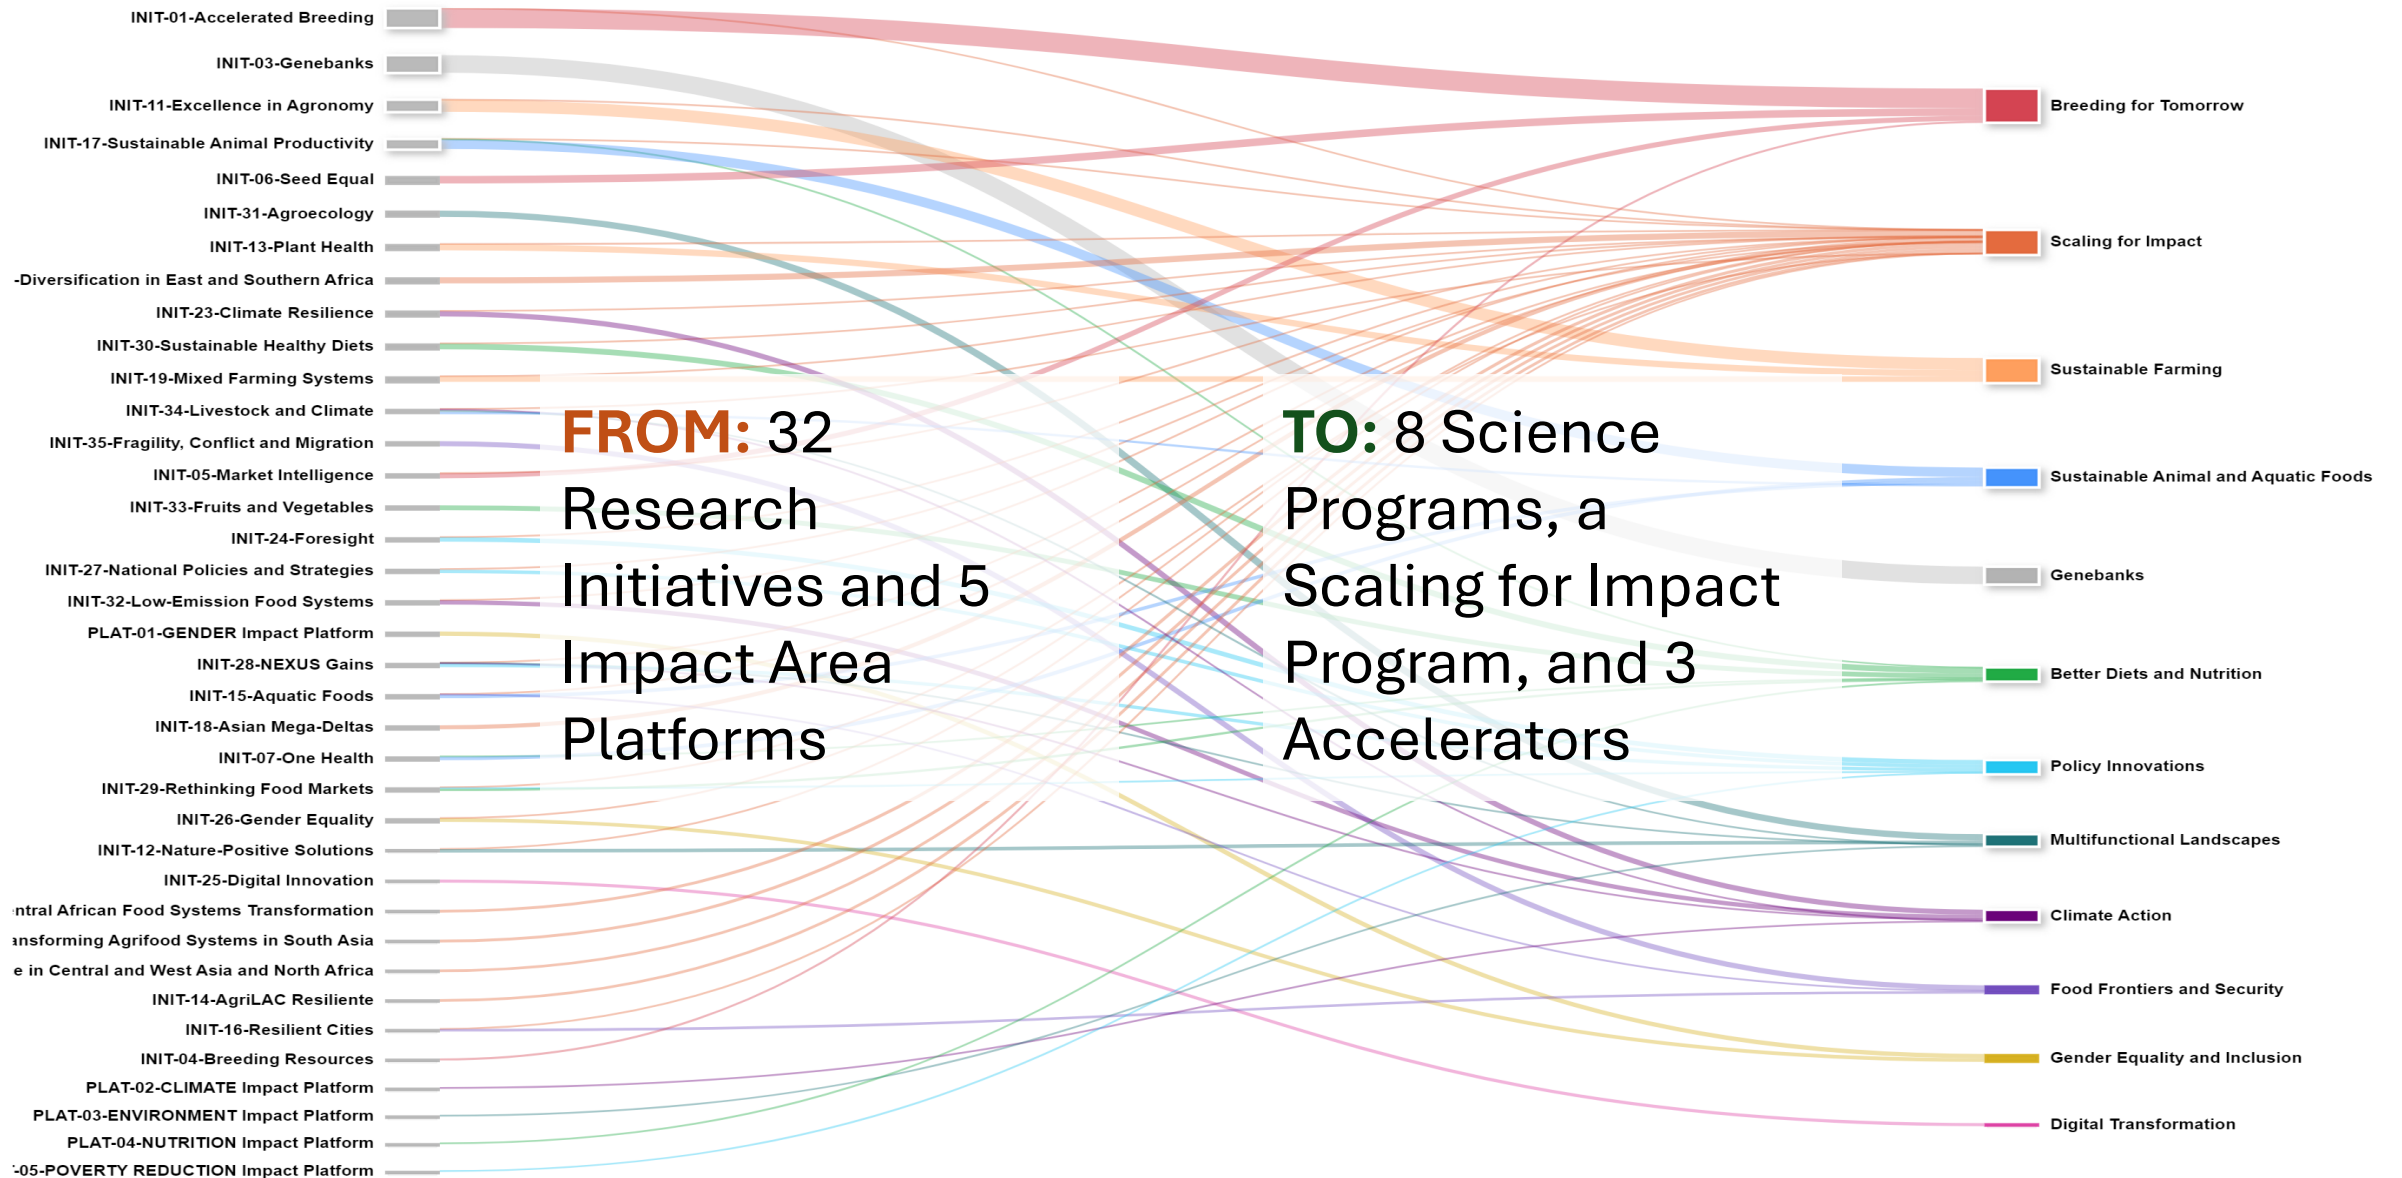 INIT-01-Accelerated Breeding
INIT-03-Genebanks
INIT-11-Excellence in Agronomy
INIT-17-Sustainable Animal Productivity
INIT-06-Seed Equal
INIT-31-Agroecology
INIT-13-Plant Health
-Diversification in East and Southern Africa
INIT-23-Climate Resilience
INIT-30-Sustainable Healthy Diets
INIT-19-Mixed Farming Systems
INIT-34-Livestock and Climate
INIT-35-Fragility, Conflict and Migration
INIT-05-Market Intelligence
INIT-33-Fruits and Vegetables
INIT-24-Foresight
INIT-27-National Policies and Strategies
INIT-32-Low-Emission Food Systems
PLAT-01-GENDER Impact Platform
INIT-28-NEXUS Gains
INIT-15-Aquatic Foods
INIT-18-Asian Mega-Deltas
INIT-07-One Health
INIT-29-Rethinking Food Markets
INIT-26-Gender Equality
INIT-12-Nature-Positive Solutions
INIT-25-Digital Innovation
ntral African Food Systems Transformation
ansforming Agrifood Systems in South Asia
e in Central and West Asia and North Africa
INIT-14-AgriLAC Resiliente
INIT-16-Resilient Cities
INIT-04-Breeding Resources
PLAT-02-CLIMATE Impact Platform
PLAT-03-ENVIRONMENT Impact Platform
PLAT-04-NUTRITION Impact Platform
-05-POVERTY REDUCTION Impact Platform
FROM: 32
Research
Initiatives and 5
Impact Area
Platforms
TO: 8 Science
Programs, a
Scaling for Impact
Program, and 3
Accelerators
Breeding for Tomorrow
Scaling for Impact
Sustainable Farming
Sustainable Animal and Aquatic Foods
Genebanks
Better Diets and Nutrition
Policy Innovations
Multifunctional Landscapes
Climate Action
Food Frontiers and Security
Gender Equality and Inclusion
Digital Transformation